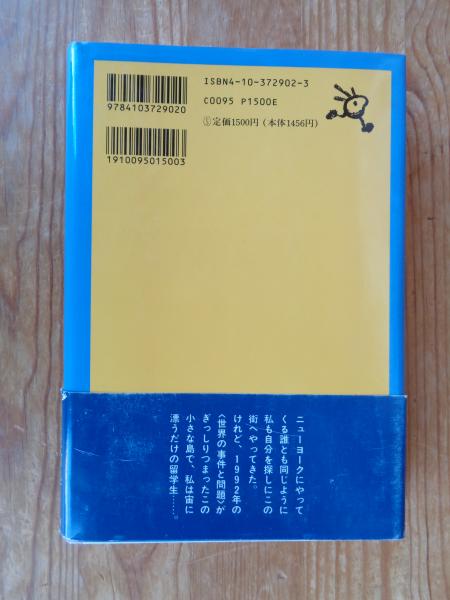 ISBN4-10-372902-3
C0095 P1500E
Ⓢ定価1500円(本体1456円)
9784103729020
1910095015003
ニューヨークにやって
くる誰とも同じように
私も自分を探しにこの
街へやってきた。
けれど、1992年の
〈世界の事件と問題〉が
ぎっしりつまったこの
小さな島で、私は宙に
漂うだけの留学生……。